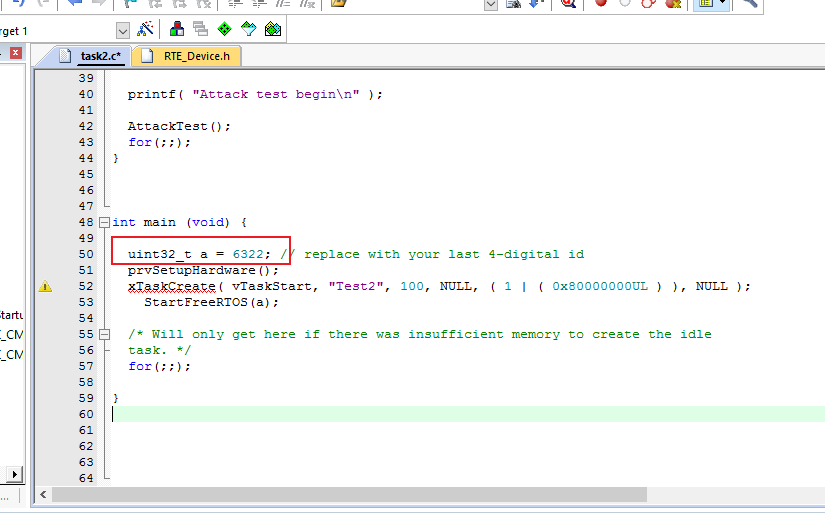 rget 1
task2.c*
RTE_Device.h
39
40 printf( "Attack test begin\n" );
41
42 AttackTest();
43 for(;;);
44 }
45
46
47
48 int main (void) {
49
50 uint32_t a = 6322; // replace with your last 4-digital id
51 prvSetupHardware();
52 xTaskCreate( vTaskStart, "Test2", 100, NULL, ( 1 | ( 0x80000000UL ) ), NULL );
53 StartFreeRTOS(a);
54
55 /* Will only get here if there was insufficient memory to create the idle
56 task. */
57 for(;;);
58
59 }
60
61
62
63
64
Startu
_CM
_CM
...